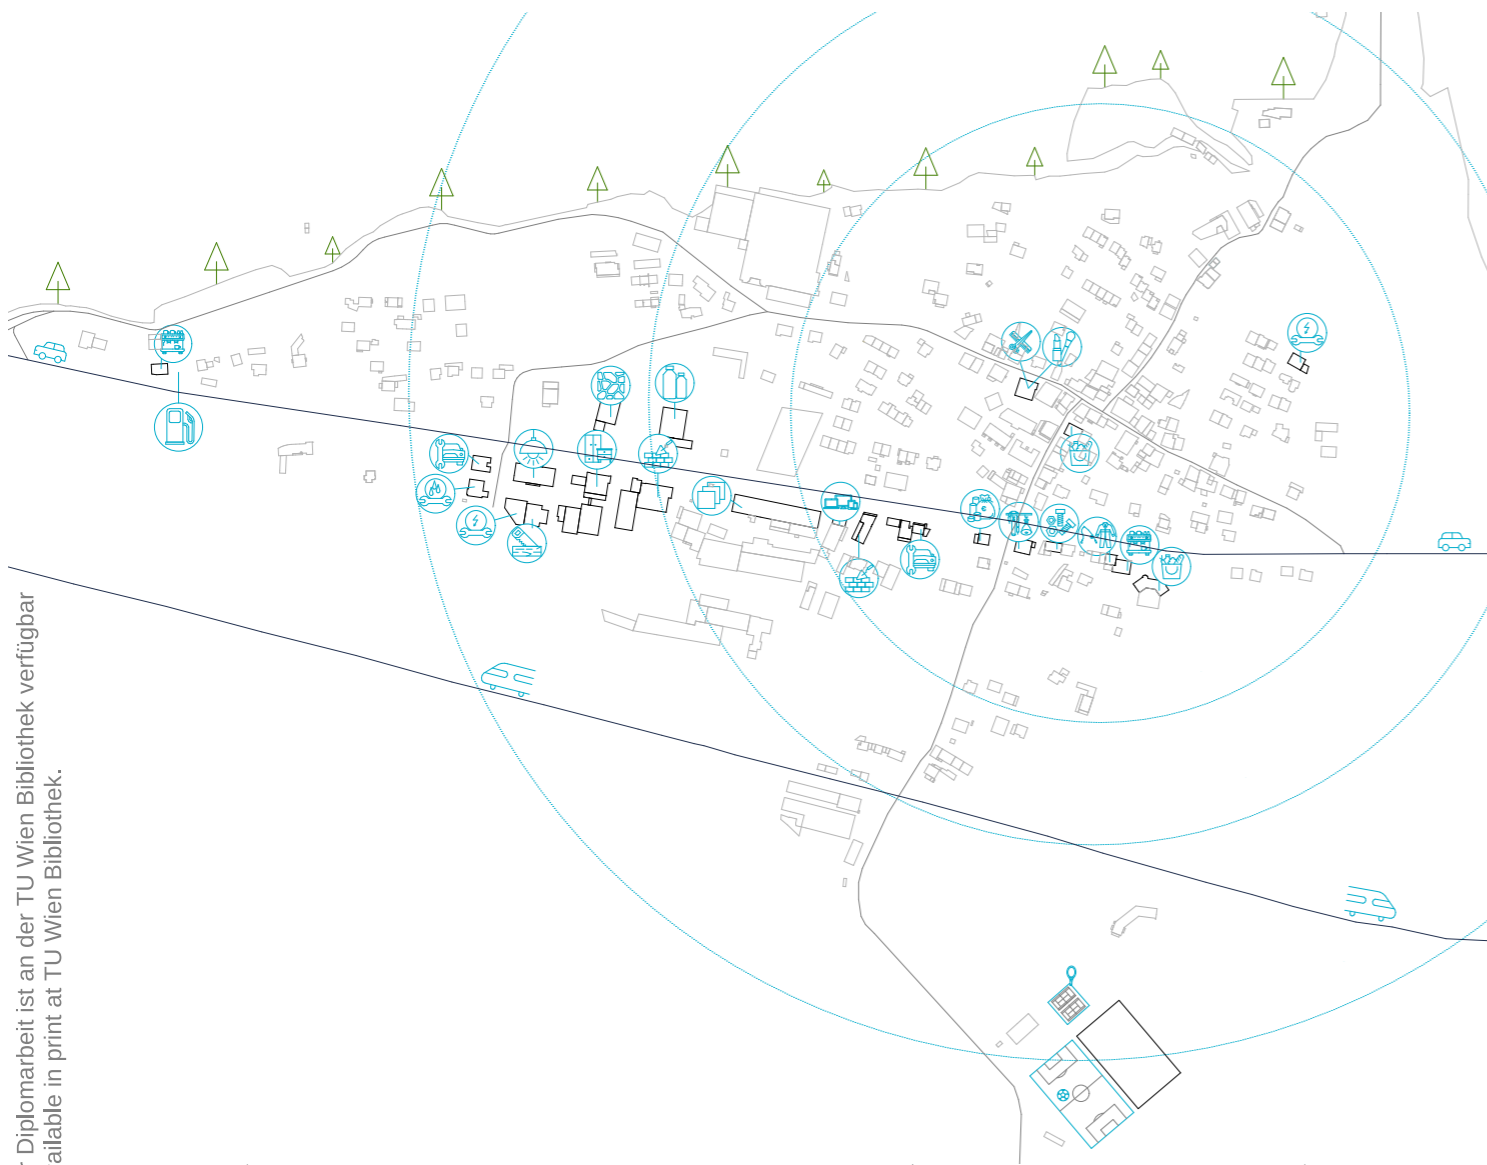 Diplomarbeit ist an der TU Wien Bibliothek verfügbar
ailable in print at TU Wien Bibliothek.